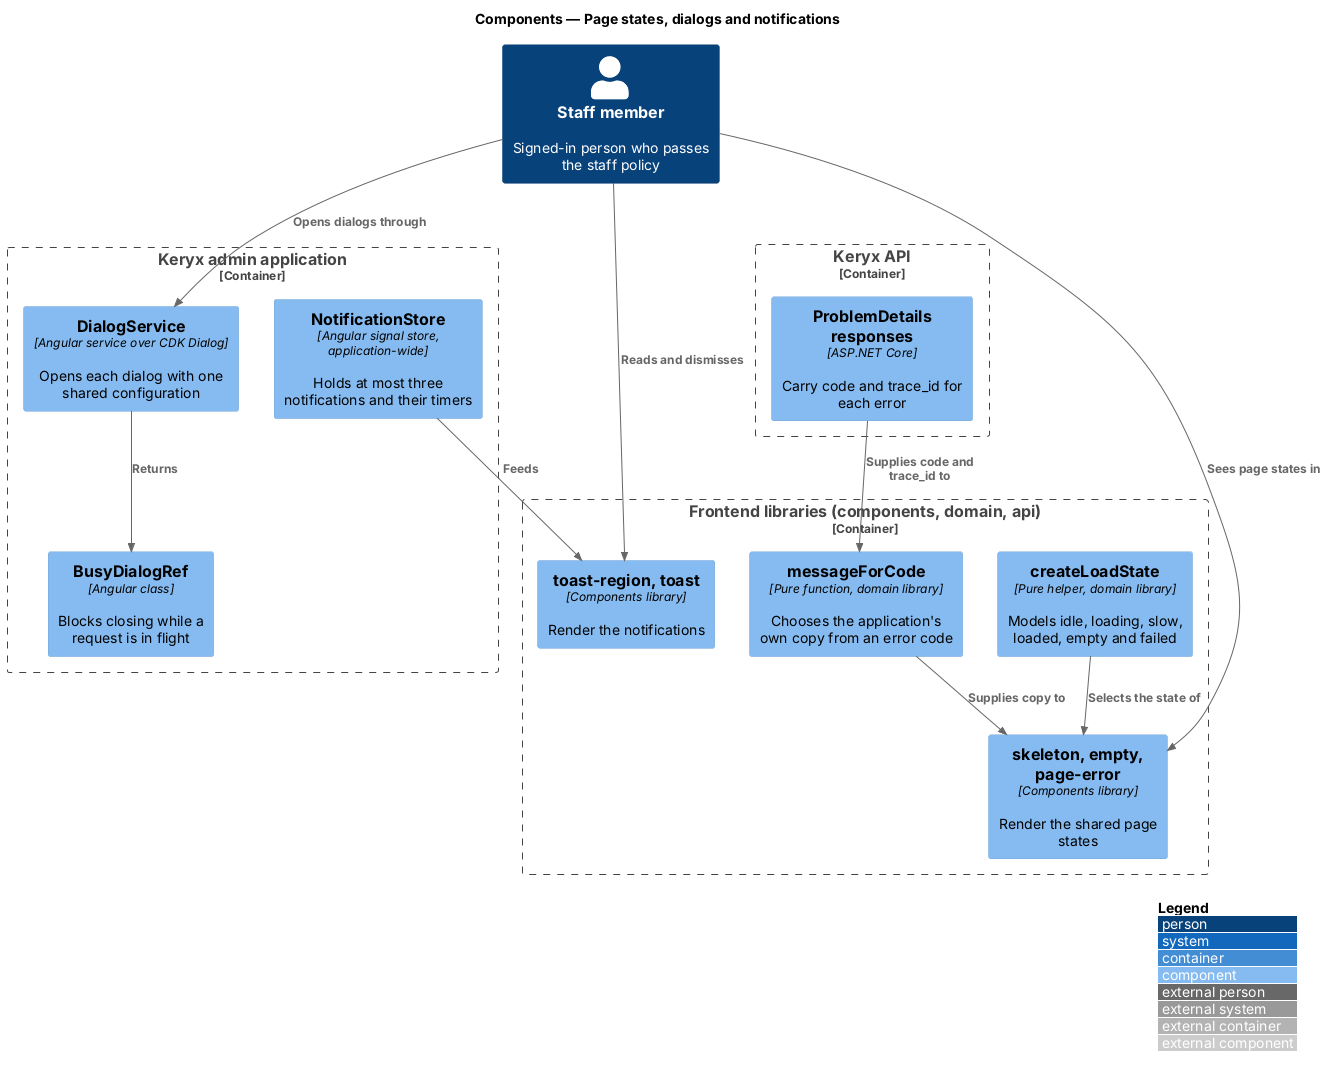 Components — Page states, dialogs and notifications
Staff member
Signed-in person who passes
the staff policy
Opens dialogs through
Keryx admin application
[Container]
DialogService
[Angular service over CDK Dialog]
Opens each dialog with one
shared configuration
NotificationStore
[Angular signal store,
application-wide]
Holds at most three
notifications and their timers
Reads and dismisses
Keryx API
[Container]
ProblemDetails
responses
[ASP.NET Core]
Carry code and trace_id for
each error
Returns
Feeds
Supplies code and
trace_id to
Sees page states in
BusyDialogRef
[Angular class]
Blocks closing while a
request is in flight
Frontend libraries (components, domain, api)
[Container]
toast-region, toast
[Components library]
Render the notifications
messageForCode
[Pure function, domain library]
Chooses the application's
own copy from an error code
createLoadState
[Pure helper, domain library]
Models idle, loading, slow,
loaded, empty and failed
Supplies copy to
Selects the state of
skeleton, empty,
page-error
[Components library]
Render the shared page
states
Legend
person
system
container
component
external person
external system
external container
external component